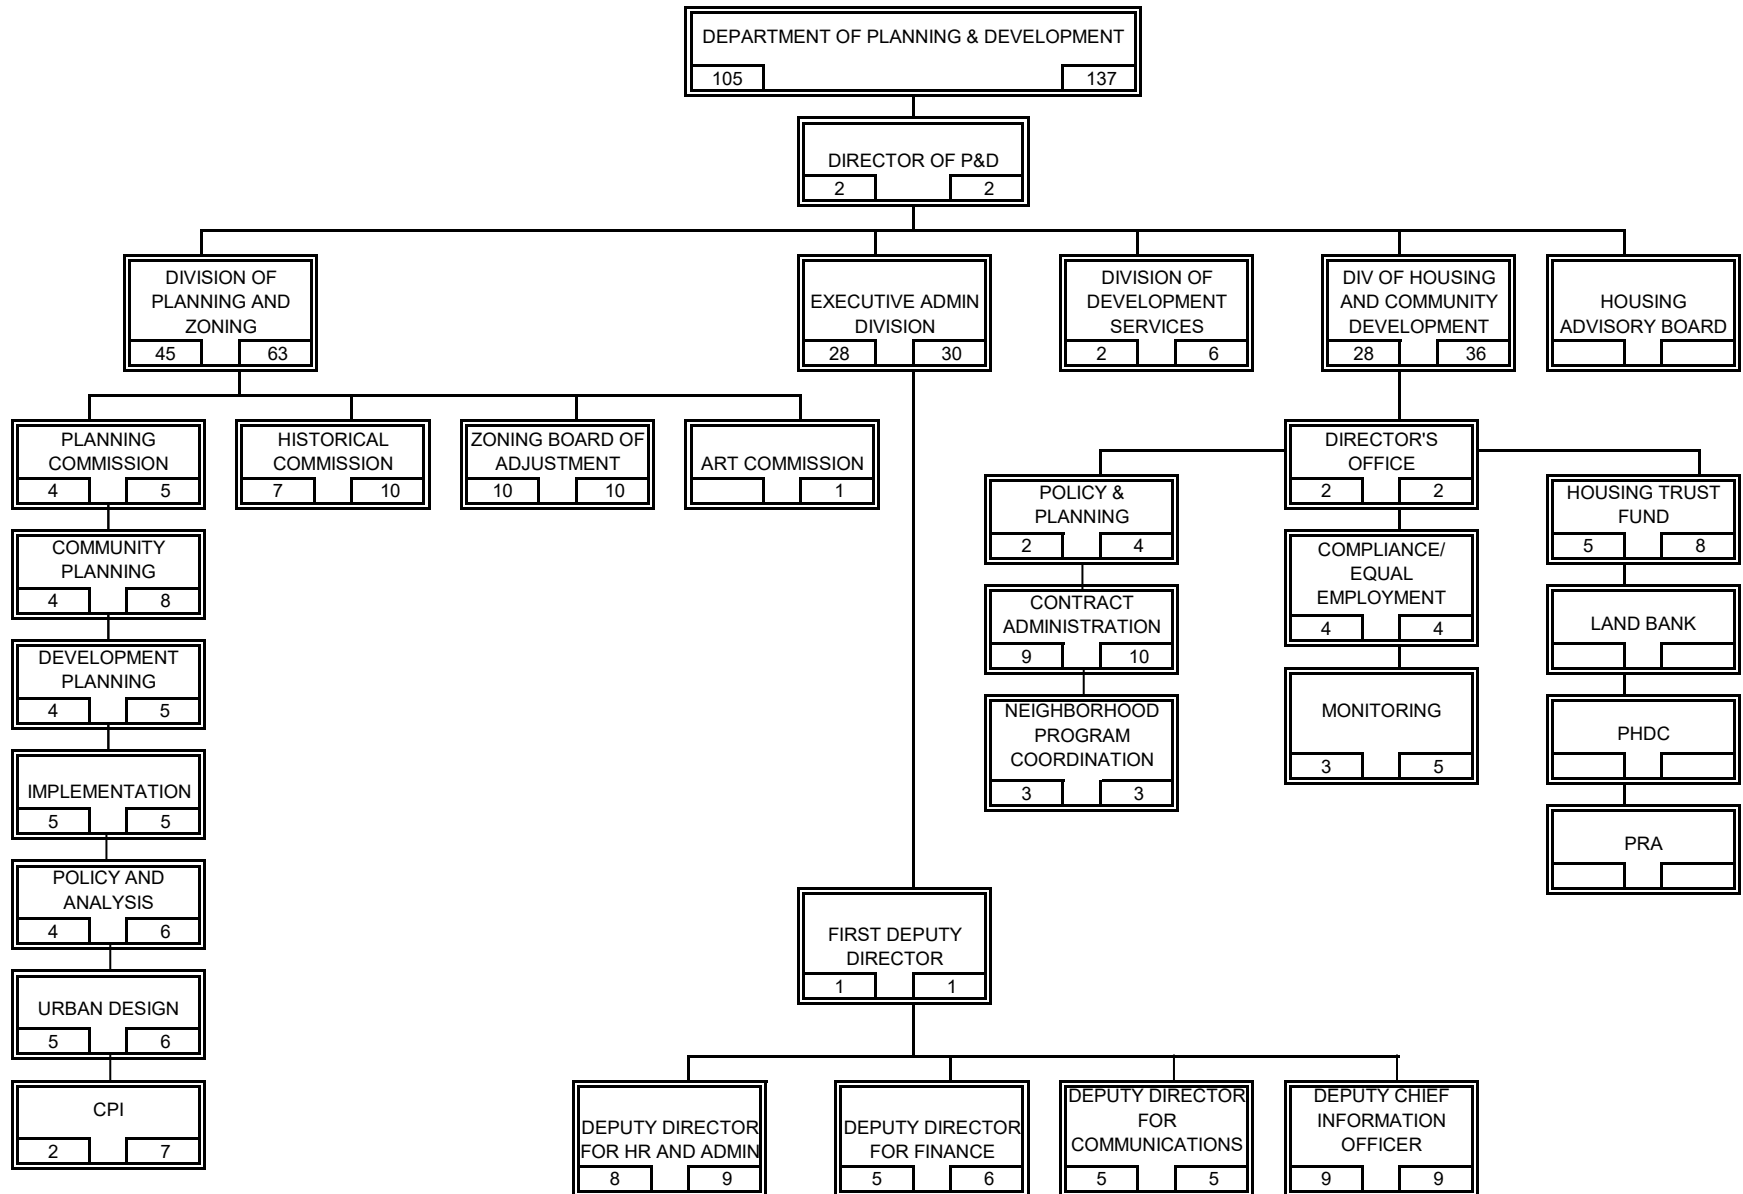 DEPARTMENT OF PLANNING & DEVELOPMENT
105 137
DIRECTOR OF P&D
2 2
DIVISION OF
PLANNING AND
ZONING
45 63
EXECUTIVE ADMIN
DIVISION
28 30
DIVISION OF
DEVELOPMENT
SERVICES
2 6
DIV OF HOUSING
AND COMMUNITY
DEVELOPMENT
28 36
HOUSING
ADVISORY BOARD
PLANNING
COMMISSION
4 5
HISTORICAL
COMMISSION
7 10
ZONING BOARD OF
ADJUSTMENT
10 10
ART COMMISSION
1
DIRECTOR'S
OFFICE
2 2
POLICY &
PLANNING
2 4
HOUSING TRUST
FUND
5 8
COMMUNITY
PLANNING
4 8
COMPLIANCE/
EQUAL
EMPLOYMENT
4 4
CONTRACT
ADMINISTRATION
9 10
LAND BANK
DEVELOPMENT
PLANNING
4 5
NEIGHBORHOOD
PROGRAM
COORDINATION
3 3
MONITORING
3 5
PHDC
IMPLEMENTATION
5 5
PRA
POLICY AND
ANALYSIS
4 6
FIRST DEPUTY
DIRECTOR
1 1
URBAN DESIGN
5 6
CPI
2 7
DEPUTY DIRECTOR
FOR HR AND ADMIN
8 9
DEPUTY DIRECTOR
FOR FINANCE
5 6
DEPUTY DIRECTOR
FOR
COMMUNICATIONS
5 5
DEPUTY CHIEF
INFORMATION
OFFICER
9 9